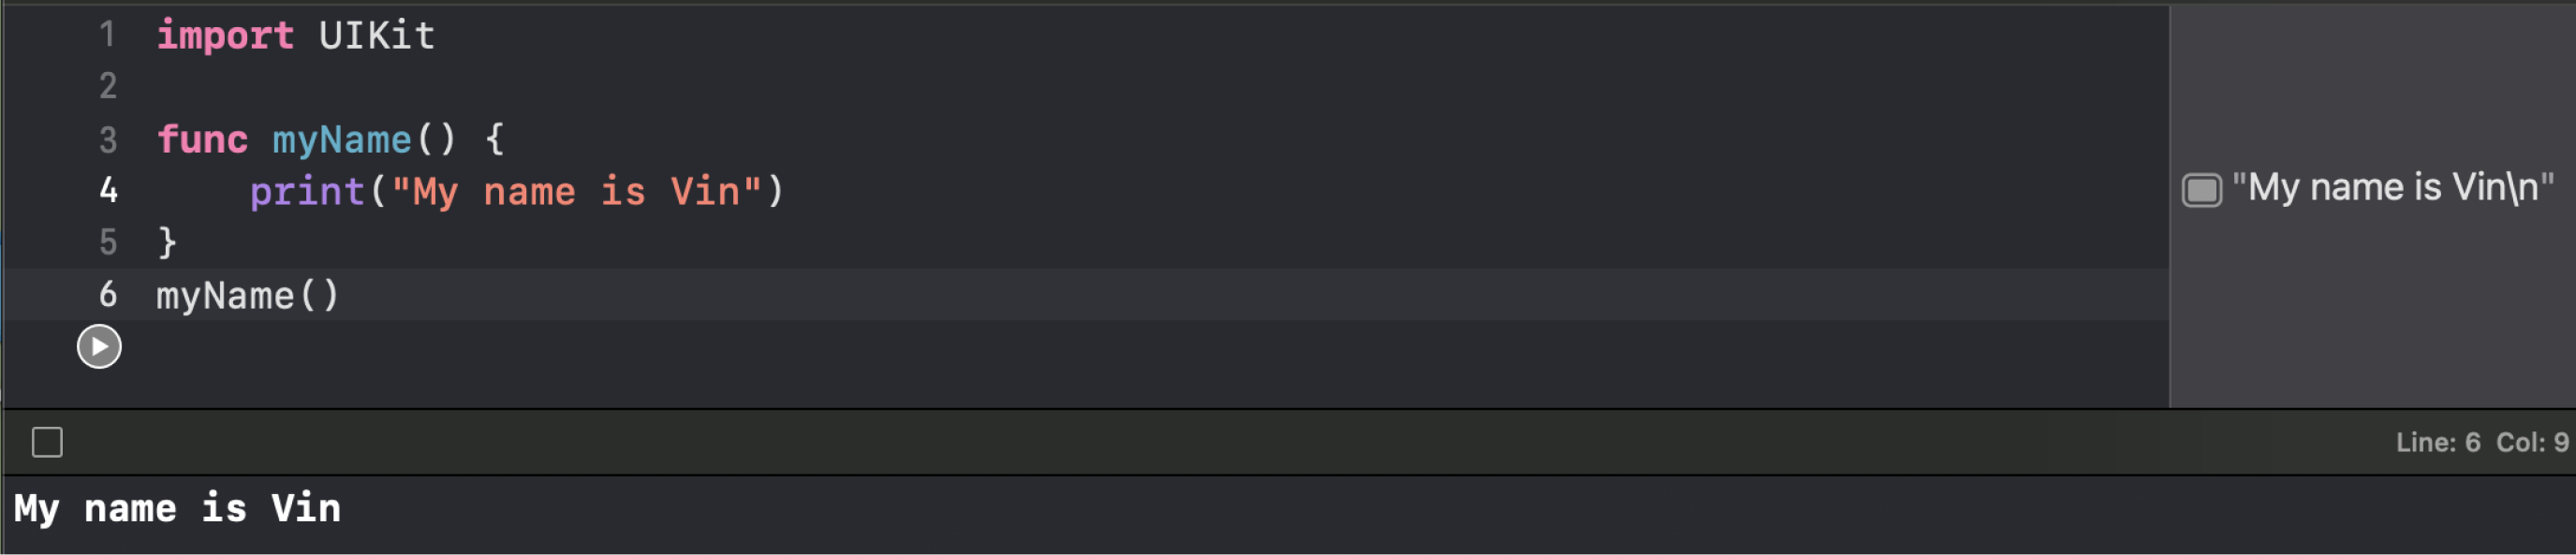 1 import UIKit
2
3 func myName() {
4     print("My name is Vin")
"My name is Vin\n"
5 }
6 myName()
Line: 6  Col: 9
My name is Vin